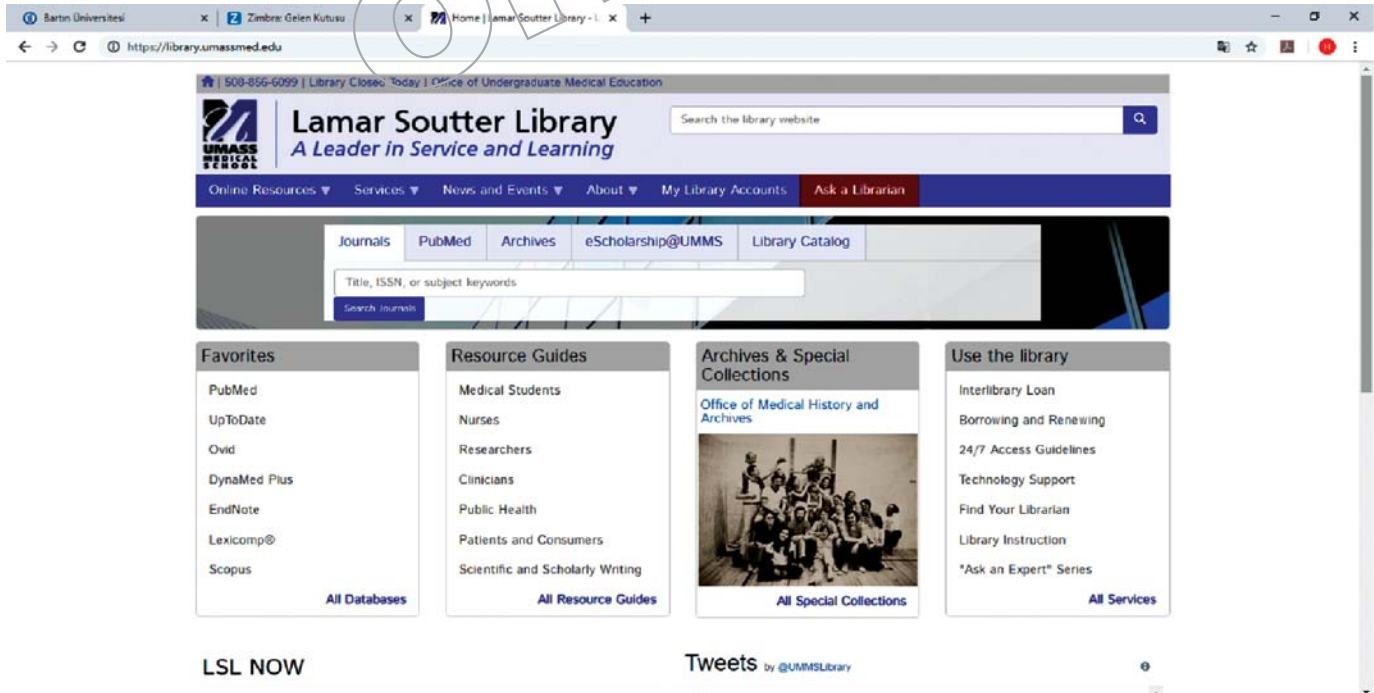 Bartın Üniversitesi
Zimbra: Gelen Kutusu
Home | Lamar Soutter Library - L
https://library.umassmed.edu
508-856-6099 | Library Closed Today | Office of Undergraduate Medical Education
UMASS
MEDICAL
SCHOOL
Lamar Soutter Library
A Leader in Service and Learning
Search the library website
Online Resources ▼ Services ▼ News and Events ▼ About ▼ My Library Accounts Ask a Librarian
Journals PubMed Archives eScholarship@UMMS Library Catalog
Title, ISSN, or subject keywords
Search Journals
Favorites
PubMed
UpToDate
Ovid
DynaMed Plus
EndNote
Lexicomp®
Scopus
All Databases
Resource Guides
Medical Students
Nurses
Researchers
Clinicians
Public Health
Patients and Consumers
Scientific and Scholarly Writing
All Resource Guides
Archives & Special
Collections
Office of Medical History and
Archives
All Special Collections
Use the library
Interlibrary Loan
Borrowing and Renewing
24/7 Access Guidelines
Technology Support
Find Your Librarian
Library Instruction
"Ask an Expert" Series
All Services
LSL NOW
Tweets by @UMMSLibrary